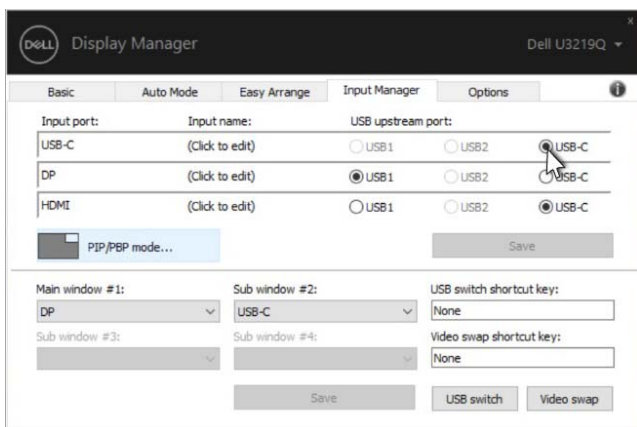 DELL Display Manager Dell U3219Q
Basic Auto Mode Easy Arrange Input Manager Options i
Input port: Input name: USB upstream port:
USB-C (Click to edit) USB1 USB2 USB-C
DP (Click to edit) USB1 USB2 USB-C
HDMI (Click to edit) USB1 USB2 USB-C
PIP/PBP mode... Save
Main window #1: Sub window #2: USB switch shortcut key:
DP USB-C None
Sub window #3: Sub window #4: Video swap shortcut key:
None
Save USB switch Video swap